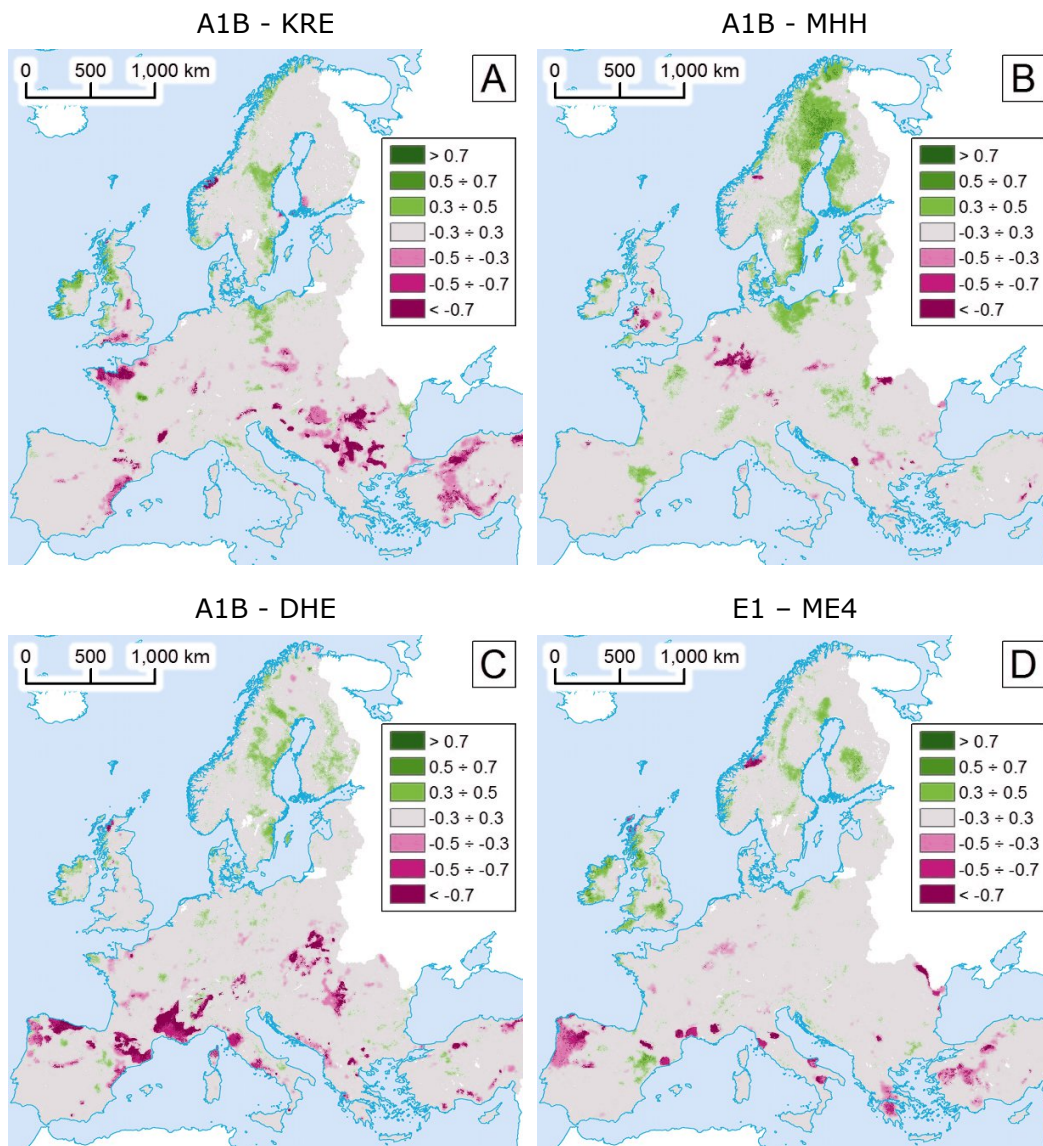 A1B - KRE
A1B - MHH
0 500 1,000 km
A
> 0.7
0.5 ÷ 0.7
0.3 ÷ 0.5
-0.3 ÷ 0.3
-0.5 ÷ -0.3
-0.5 ÷ -0.7
< -0.7
0 500 1,000 km
B
> 0.7
0.5 ÷ 0.7
0.3 ÷ 0.5
-0.3 ÷ 0.3
-0.5 ÷ -0.3
-0.5 ÷ -0.7
< -0.7
A1B - DHE
E1 – ME4
0 500 1,000 km
C
> 0.7
0.5 ÷ 0.7
0.3 ÷ 0.5
-0.3 ÷ 0.3
-0.5 ÷ -0.3
-0.5 ÷ -0.7
< -0.7
0 500 1,000 km
D
> 0.7
0.5 ÷ 0.7
0.3 ÷ 0.5
-0.3 ÷ 0.3
-0.5 ÷ -0.3
-0.5 ÷ -0.7
< -0.7